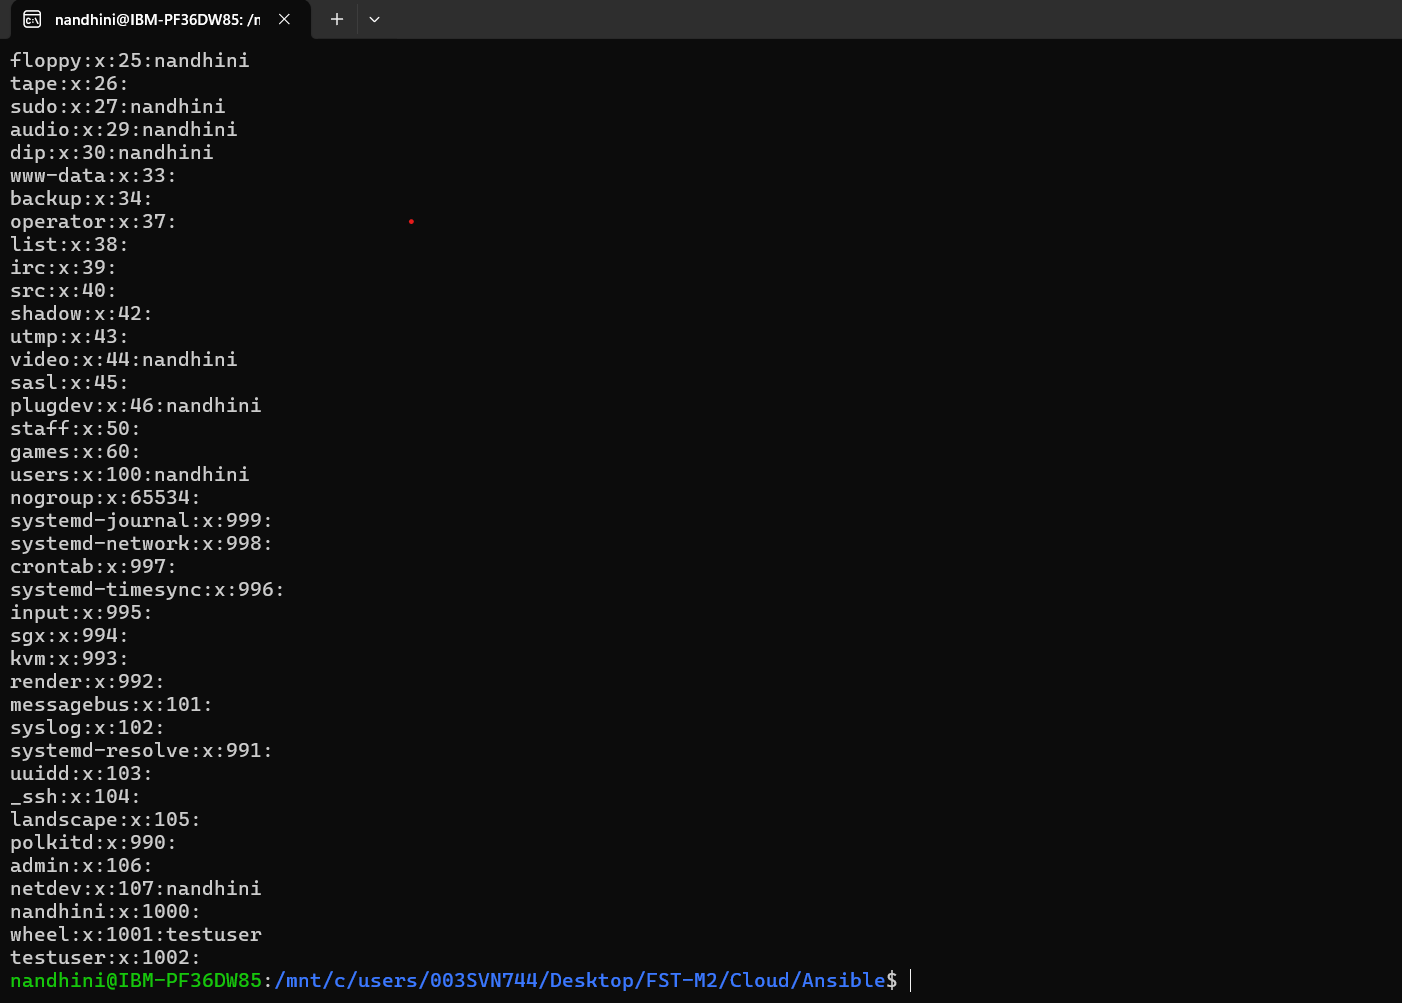 nandhini@IBM-PF36DW85: /n
floppy:x:25:nandhini
tape:x:26:
sudo:x:27:nandhini
audio:x:29:nandhini
dip:x:30:nandhini
www-data:x:33:
backup:x:34:
operator:x:37:
list:x:38:
irc:x:39:
src:x:40:
shadow:x:42:
utmp:x:43:
video:x:44:nandhini
sasl:x:45:
plugdev:x:46:nandhini
staff:x:50:
games:x:60:
users:x:100:nandhini
nogroup:x:65534:
systemd-journal:x:999:
systemd-network:x:998:
crontab:x:997:
systemd-timesync:x:996:
input:x:995:
sgx:x:994:
kvm:x:993:
render:x:992:
messagebus:x:101:
syslog:x:102:
systemd-resolve:x:991:
uuidd:x:103:
_ssh:x:104:
landscape:x:105:
polkitd:x:990:
admin:x:106:
netdev:x:107:nandhini
nandhini:x:1000:
wheel:x:1001:testuser
testuser:x:1002:
nandhini@IBM-PF36DW85:/mnt/c/users/003SVN744/Desktop/FST-M2/Cloud/Ansible$